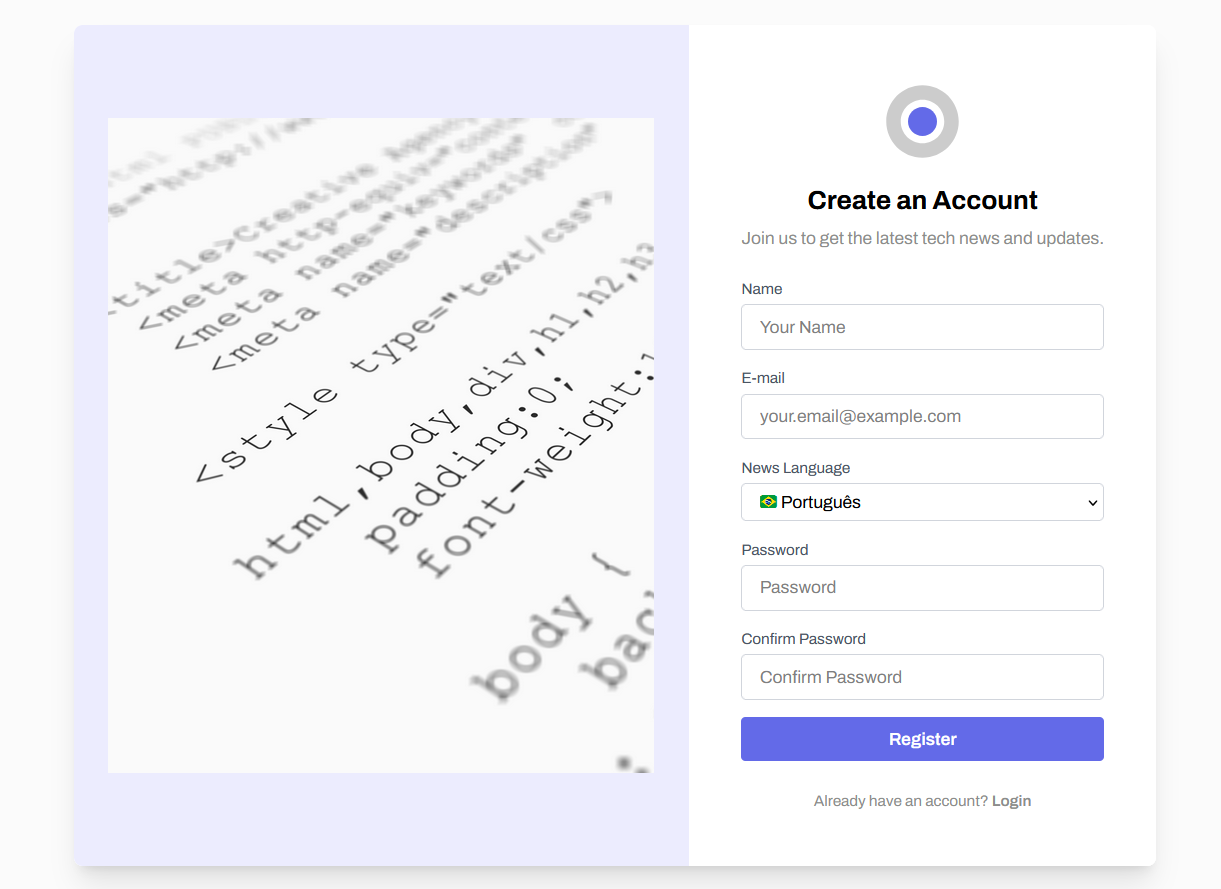 <title>Creative
<meta http-equiv="
<meta name="keywords"
<meta name="description"
<style type="text/css">
html,body,div,h1,h2,h3
padding:0;
font-weight:
body {
Create an Account
Join us to get the latest tech news and updates.
Name
Your Name
E-mail
your.email@example.com
News Language
🇧🇷 Português
Password
Password
Confirm Password
Confirm Password
Register
Already have an account? Login